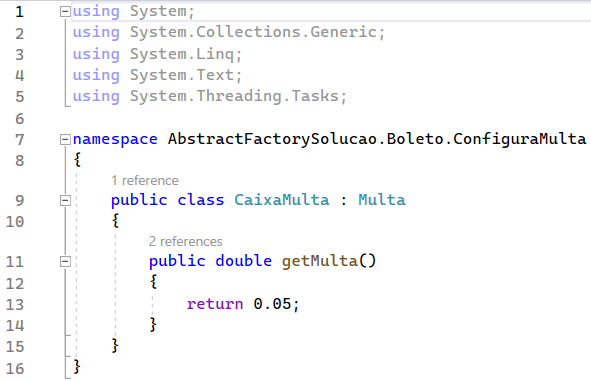 1 using System;
2 using System.Collections.Generic;
3 using System.Linq;
4 using System.Text;
5 using System.Threading.Tasks;
6
7 namespace AbstractFactorySolucao.Boleto.ConfiguraMulta
8 {
1 reference
9 public class CaixaMulta : Multa
10 {
2 references
11 public double getMulta()
12 {
13 return 0.05;
14 }
15 }
16 }